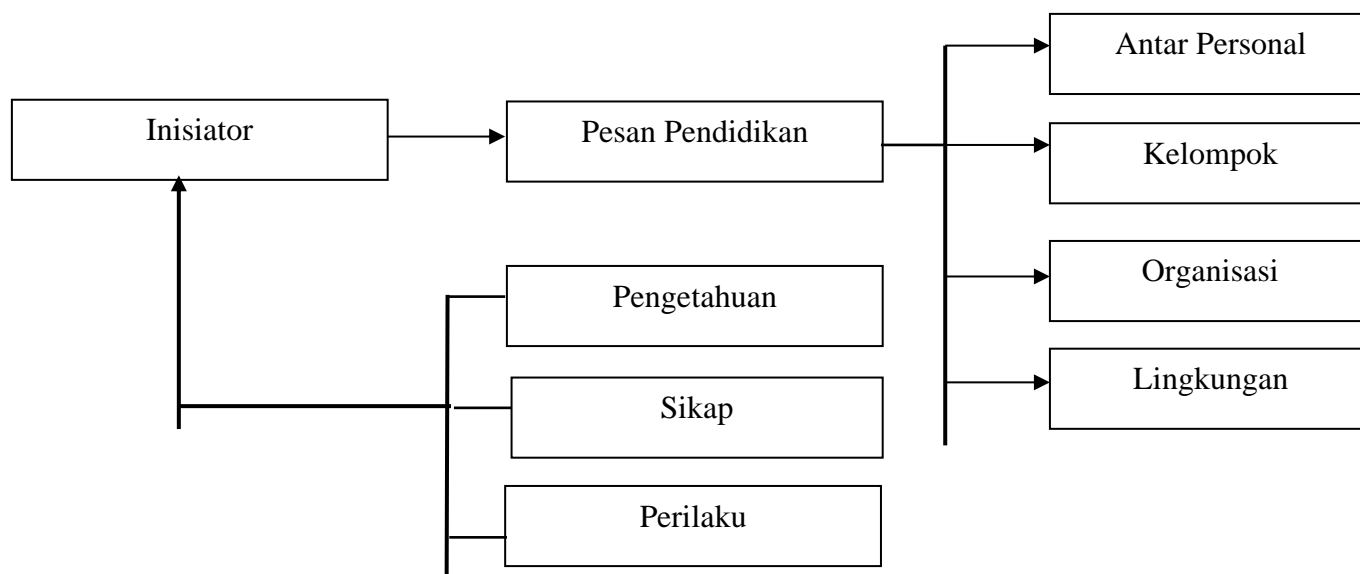 Inisiator
Pesan Pendidikan
Antar Personal
Kelompok
Organisasi
Lingkungan
Pengetahuan
Sikap
Perilaku